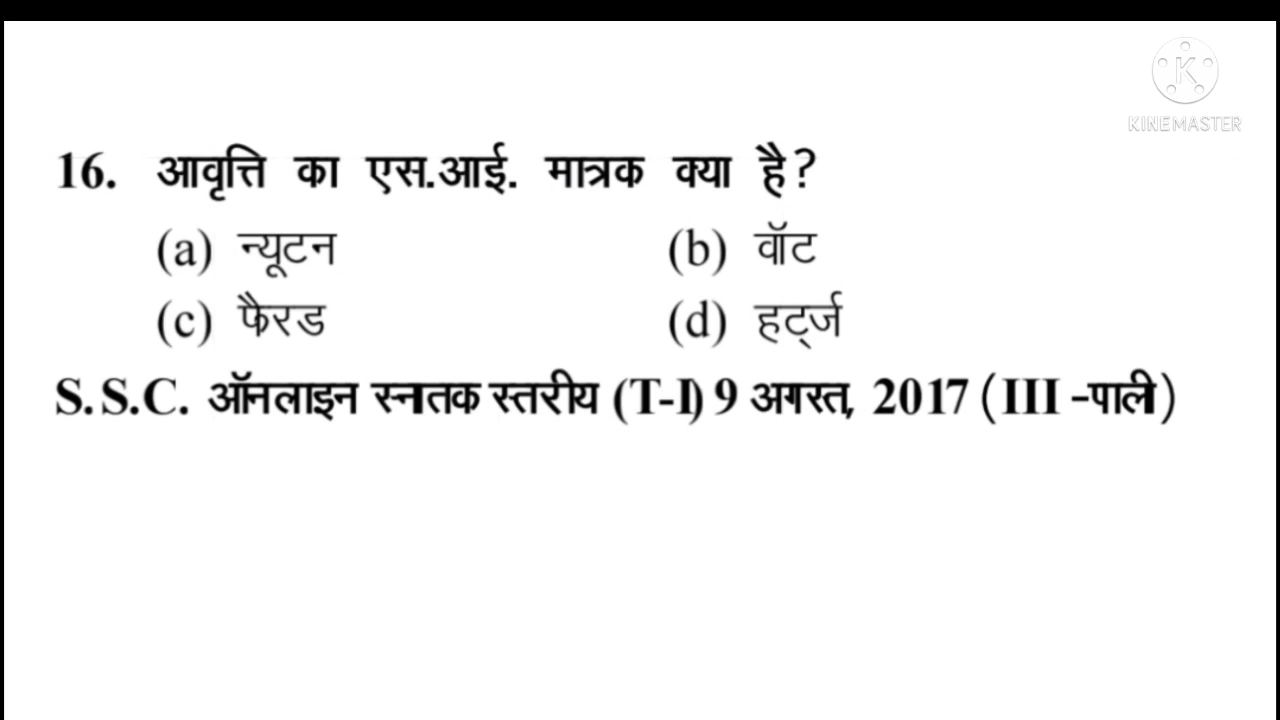 KINEMASTER
16. आवृत्ति का एस.आई. मात्रक क्या है?
(a) न्यूटन (b) वॉट
(c) फैरड (d) हर्ट्ज
S.S.C. ऑनलाइन स्नातक स्तरीय (T-I) 9 अगस्त, 2017 (III -पाली)